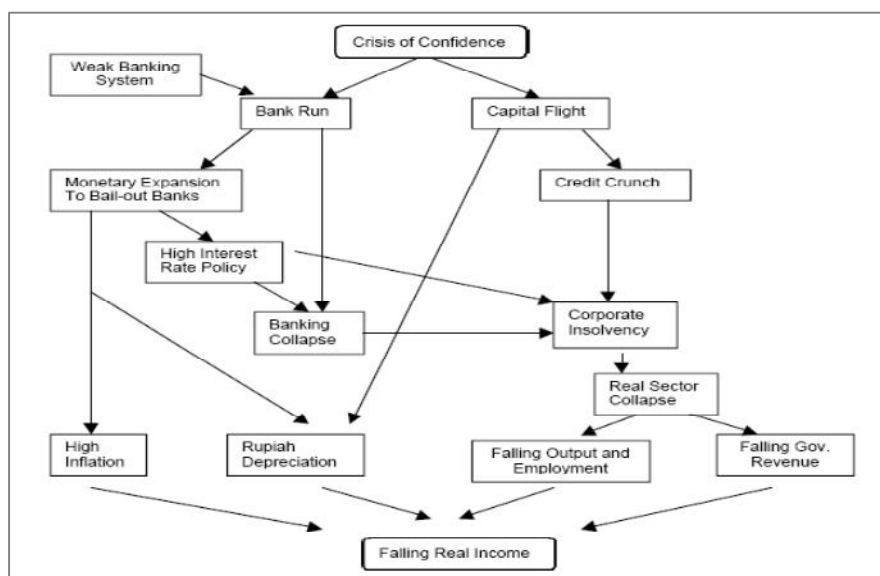 Crisis of Confidence
Weak Banking
System
Bank Run
Capital Flight
Monetary Expansion
To Bail-out Banks
Credit Crunch
High Interest
Rate Policy
Banking
Collapse
Corporate
Insolvency
Real Sector
Collapse
High
Inflation
Rupiah
Depreciation
Falling Output and
Employment
Falling Gov.
Revenue
Falling Real Income